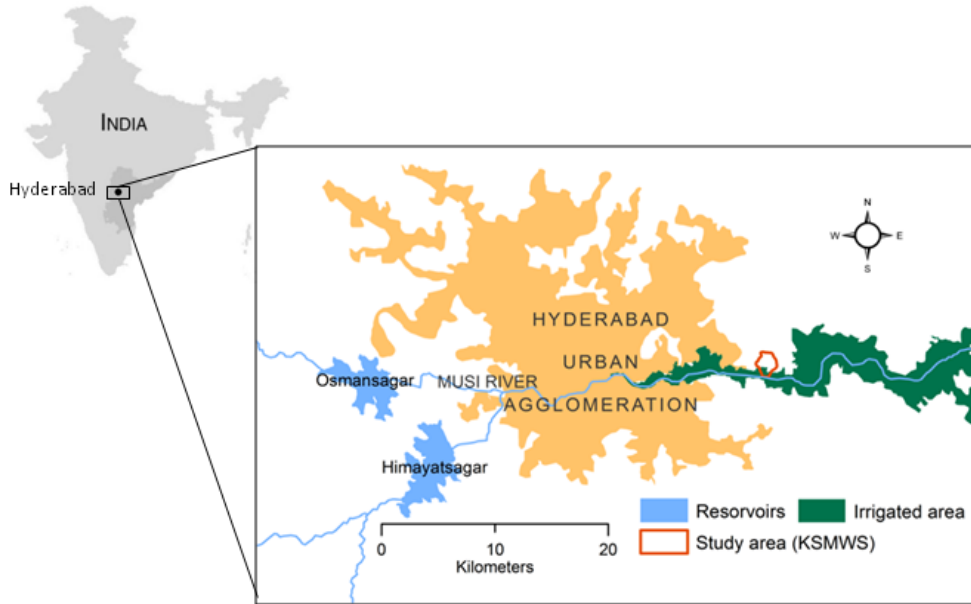 INDIA
Hyderabad
N
W E
S
HYDERABAD
URBAN
AGGLOMERATION
Osmansagar
MUSI RIVER
Himayatsagar
Resorvoirs
Irrigated area
Study area (KSMWS)
0 10 20
Kilometers